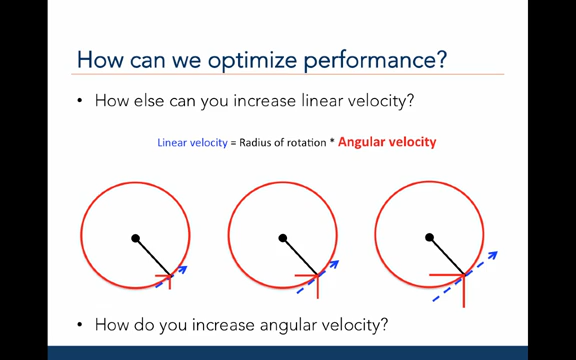 How can we optimize performance?
• How else can you increase linear velocity?
Linear velocity = Radius of rotation * Angular velocity
• How do you increase angular velocity?